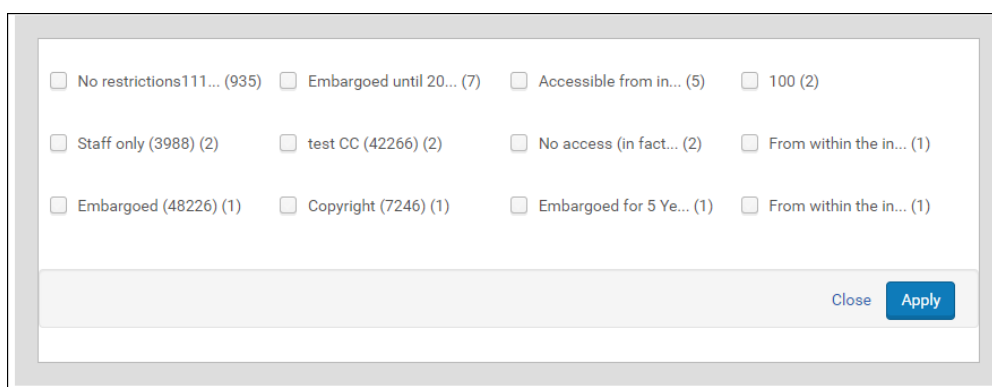 No restrictions111... (935) Embargoed until 20... (7) Accessible from in... (5) 100 (2)
Staff only (3988) (2) test CC (42266) (2) No access (in fact... (2) From within the in... (1)
Embargoed (48226) (1) Copyright (7246) (1) Embargoed for 5 Ye... (1) From within the in... (1)
Close Apply